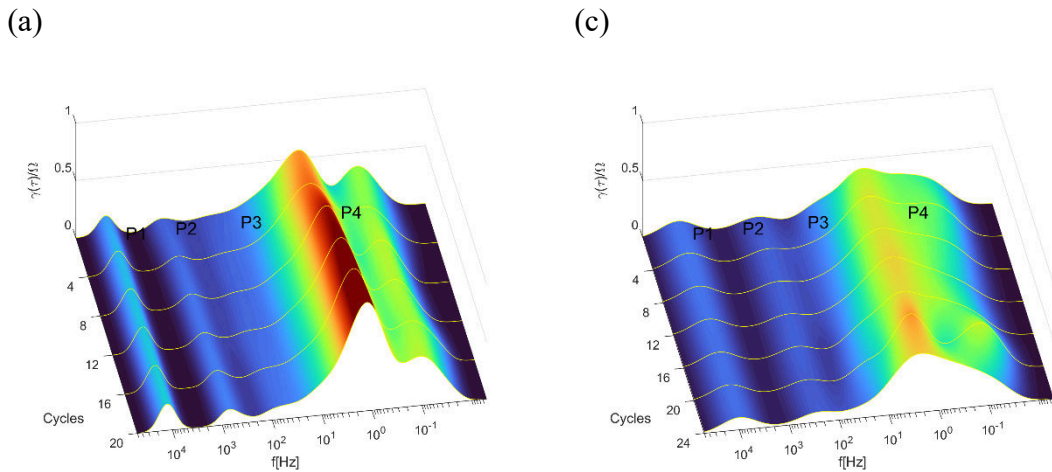 (a)
(c)
1
0.5
0
γ(τ)/Ω
P1
P2
P3
P4
4
8
12
16
20
Cycles
10⁴
10³
10²
10¹
10⁰
10⁻¹
f[Hz]
1
0.5
0
γ(τ)/Ω
P1
P2
P3
P4
4
8
12
16
20
24
Cycles
10⁴
10³
10²
10¹
10⁰
10⁻¹
f[Hz]